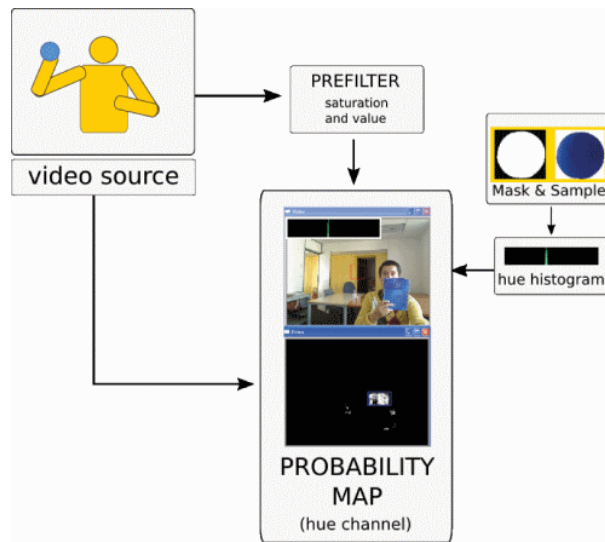 PREFILTER
saturation
and value
video source
Mask & Sample
hue histogram
PROBABILITY
MAP
(hue channel)